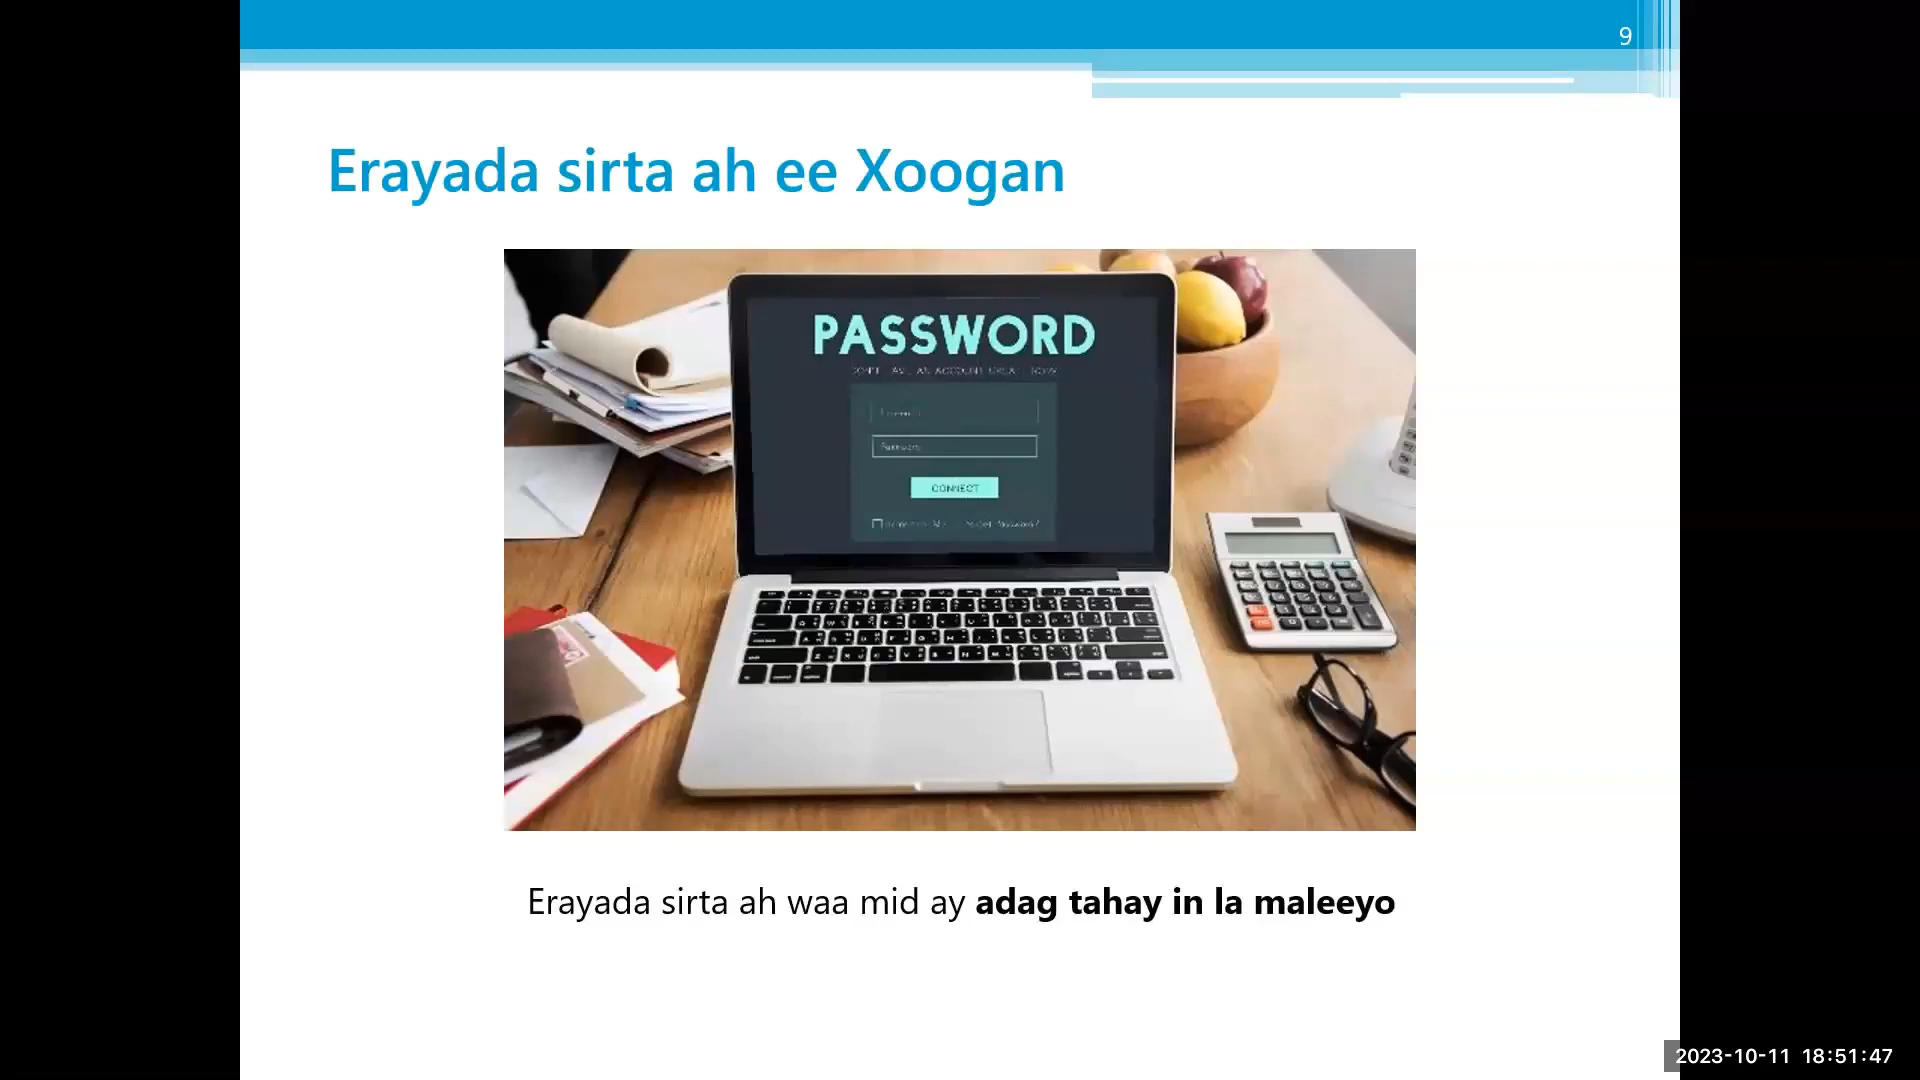 9
Erayada sirta ah ee Xoogan
PASSWORD
CONNECT
Erayada sirta ah waa mid ay adag tahay in la maleeyo
2023-10-11 18:51:47